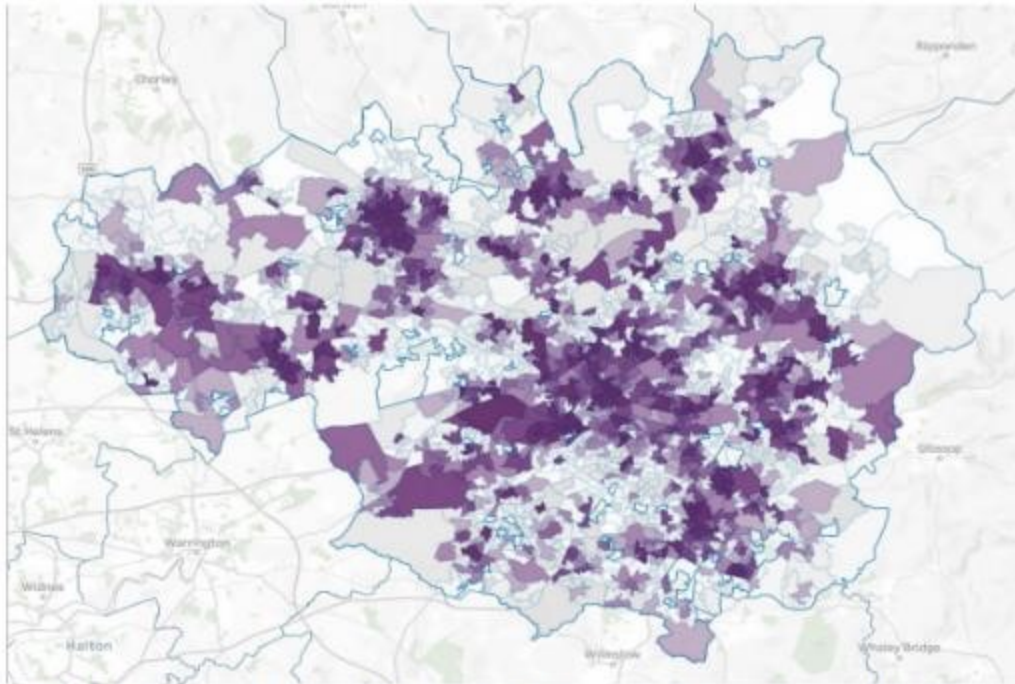 Chorley
Ripponden
St Helens
Glossop
Warrington
Widnes
Halton
Wilmslow
Whaley Bridge